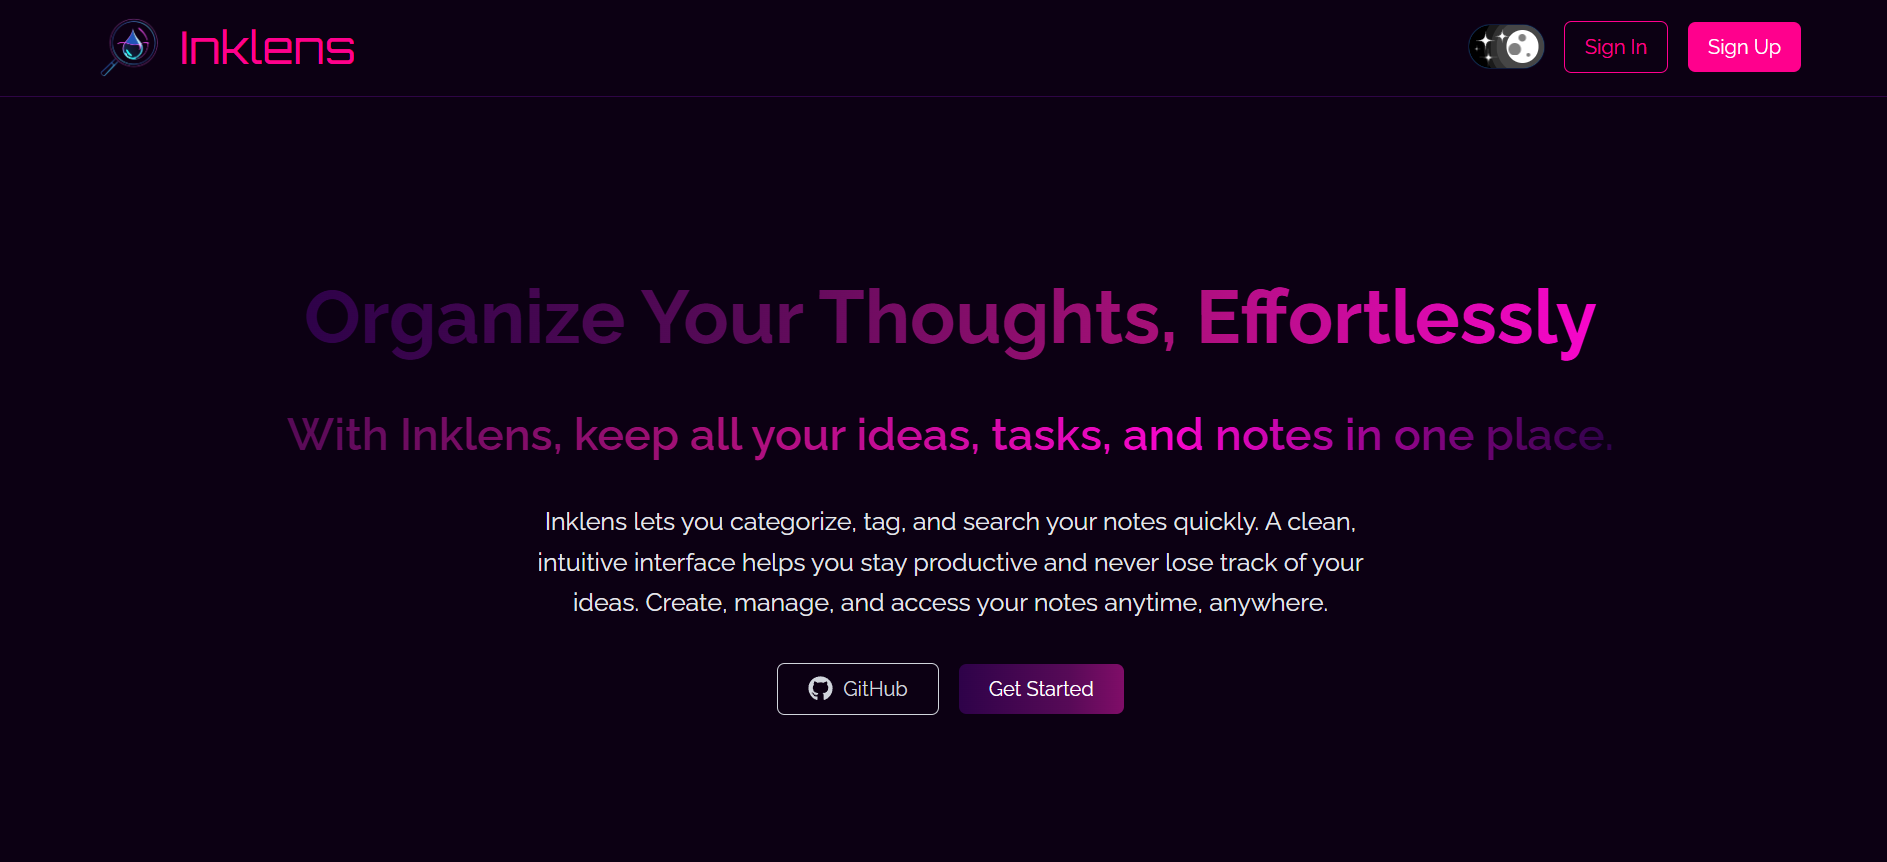 Inklens
Sign In
Sign Up
Organize Your Thoughts, Effortlessly
With Inklens, keep all your ideas, tasks, and notes in one place.
Inklens lets you categorize, tag, and search your notes quickly. A clean,
intuitive interface helps you stay productive and never lose track of your
ideas. Create, manage, and access your notes anytime, anywhere.
GitHub
Get Started